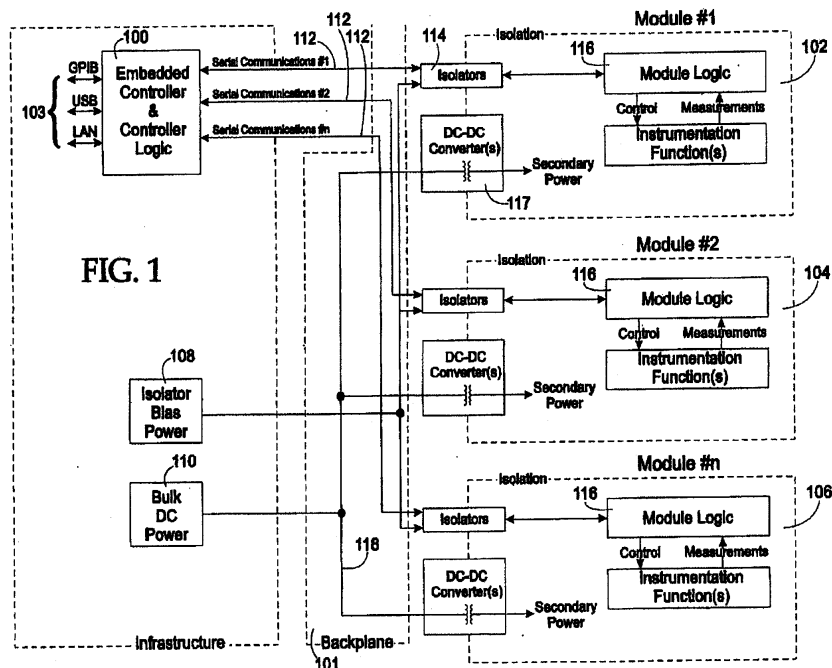 Module #1
100
112
112
112
114
Isolation
116
102
GPIB
USB
LAN
103
Embedded
Controller
&
Controller
Logic
Serial Communications #1
Serial Communications #2
Serial Communications #n
Isolators
Module Logic
Control
Measurements
Instrumentation
Function(s)
DC-DC
Converter(s)
117
Secondary
Power
FIG. 1
Module #2
Isolation
116
104
Isolators
Module Logic
Control
Measurements
Instrumentation
Function(s)
DC-DC
Converter(s)
Secondary
Power
108
Isolator
Bias
Power
110
Bulk
DC
Power
118
Module #n
Isolation
116
106
Isolators
Module Logic
Control
Measurements
Instrumentation
Function(s)
DC-DC
Converter(s)
Secondary
Power
Infrastructure
101
Backplane